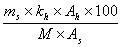 m_s × k_h × A_h × 100
M × A_s